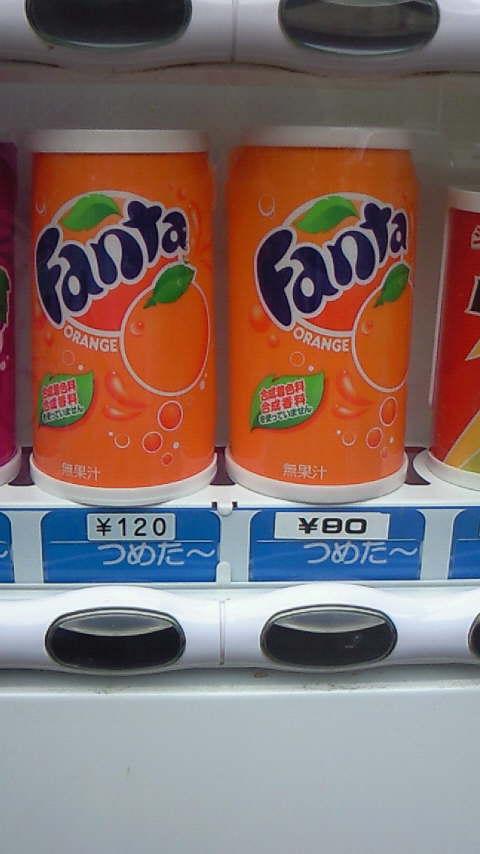 Fanta
ORANGE
合成着色料
合成香料
を使っていません
無果汁
Fanta
ORANGE
合成着色料
合成香料
を使っていません
無果汁
¥120
つめた〜
¥80
つめた〜